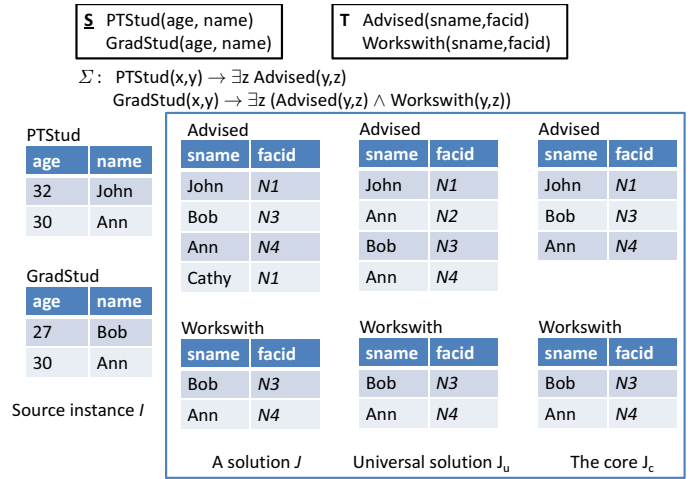 S PTStud(age, name)
GradStud(age, name)
T Advised(sname,facid)
Workswith(sname,facid)
Σ: PTStud(x,y) → ∃z Advised(y,z)
GradStud(x,y) → ∃z (Advised(y,z) ∧ Workswith(y,z))
PTStud
age name
32 John
30 Ann
GradStud
age name
27 Bob
30 Ann
Source instance I
Advised
sname facid
John N1
Bob N3
Ann N4
Cathy N1
Workswith
sname facid
Bob N3
Ann N4
A solution J
Advised
sname facid
John N1
Ann N2
Bob N3
Ann N4
Workswith
sname facid
Bob N3
Ann N4
Universal solution Ju
Advised
sname facid
John N1
Bob N3
Ann N4
Workswith
sname facid
Bob N3
Ann N4
The core Jc